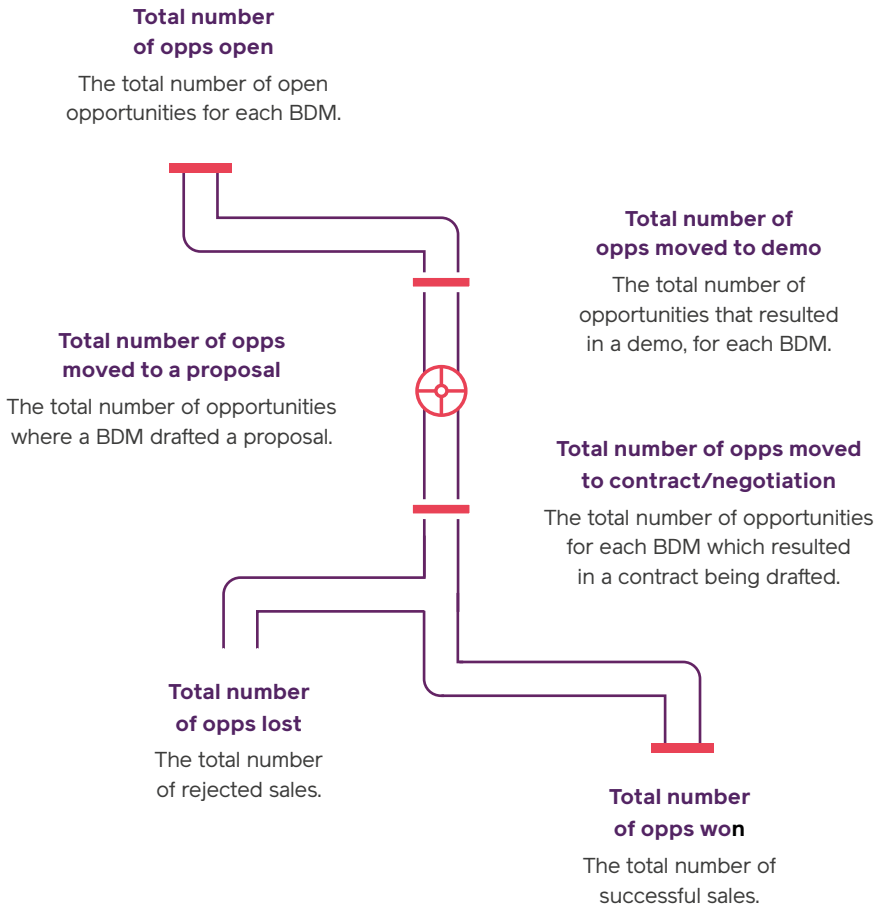 Total number
of opps open
The total number of open
opportunities for each BDM.
Total number of
opps moved to demo
The total number of
opportunities that resulted
in a demo, for each BDM.
Total number of opps
moved to a proposal
The total number of opportunities
where a BDM drafted a proposal.
Total number of opps moved
to contract/negotiation
The total number of opportunities
for each BDM which resulted
in a contract being drafted.
Total number
of opps lost
The total number
of rejected sales.
Total number
of opps won
The total number of
successful sales.